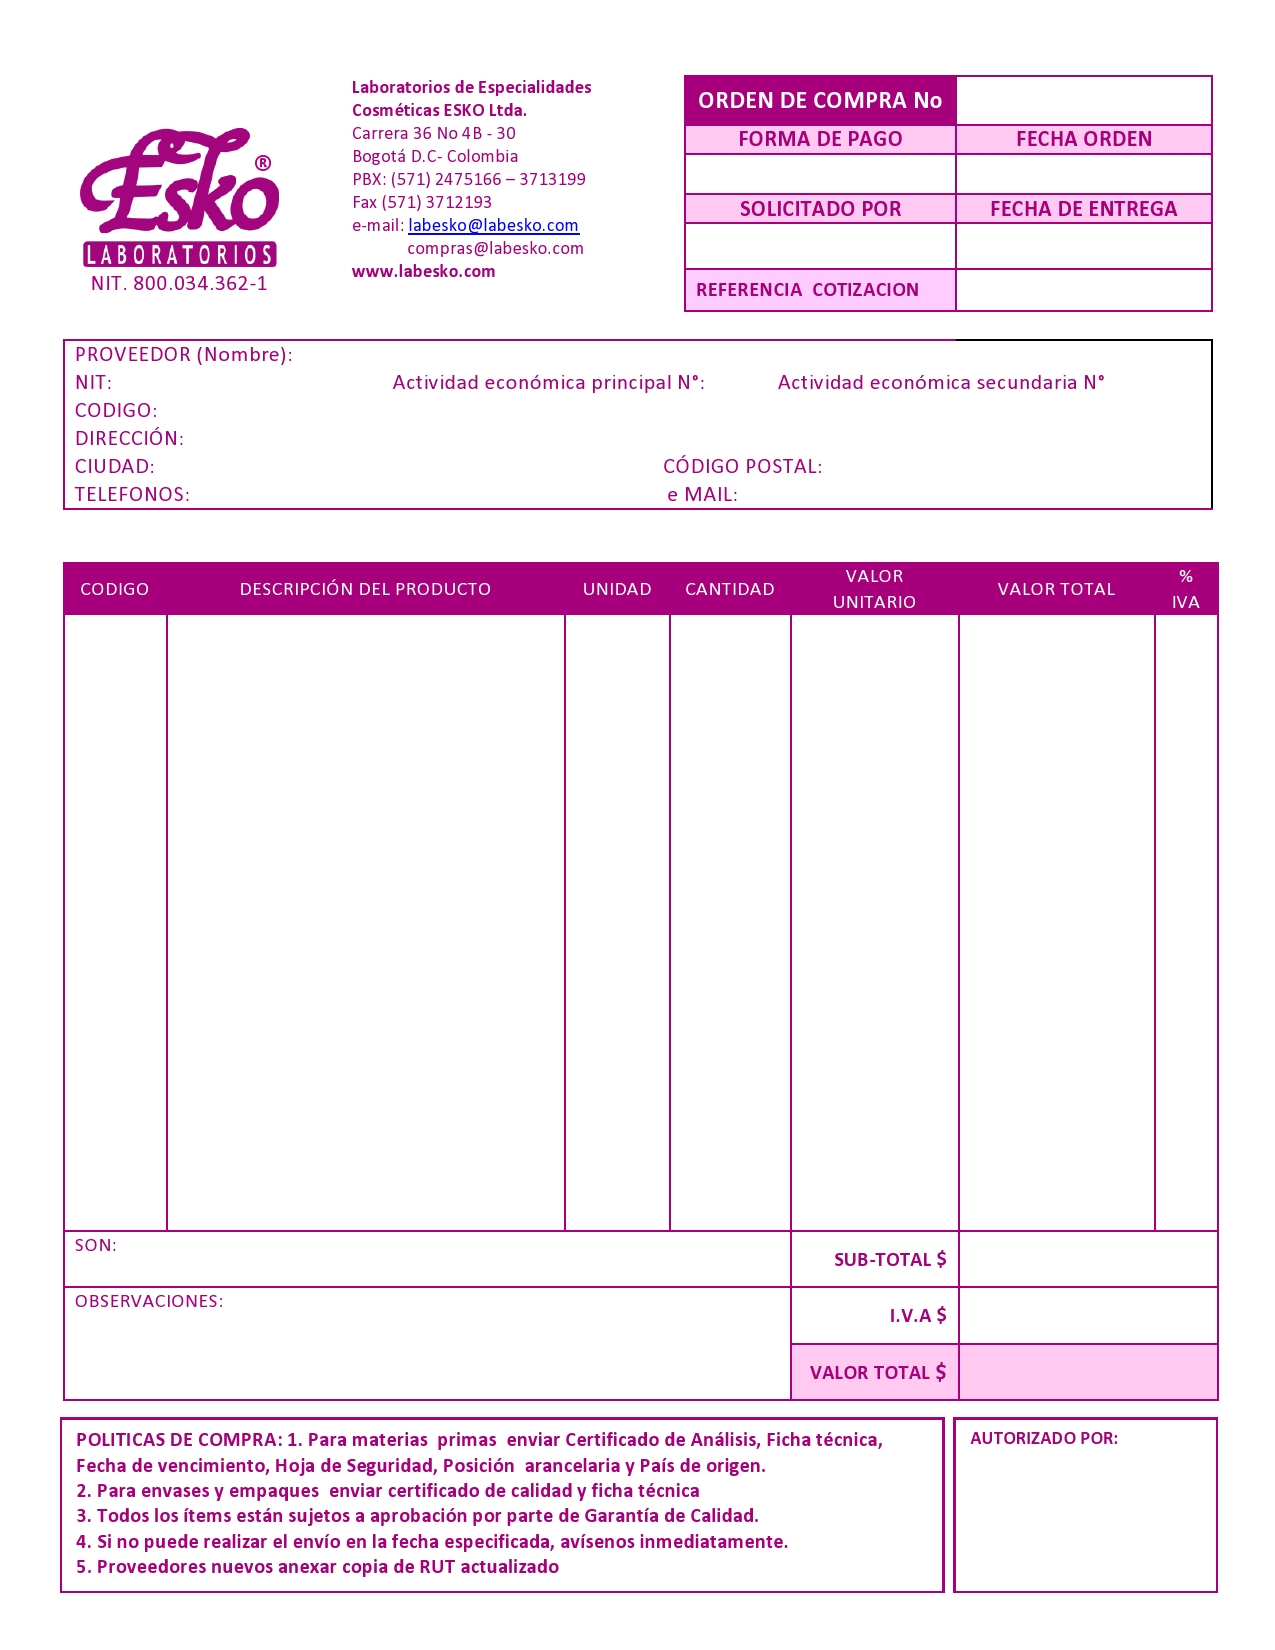 Esko®
LABORATORIOS
NIT. 800.034.362-1
Laboratorios de Especialidades
Cosméticas ESKO Ltda.
Carrera 36 No 4B - 30
Bogotá D.C- Colombia
PBX: (571) 2475166 – 3713199
Fax (571) 3712193
e-mail: labesko@labesko.com
compras@labesko.com
www.labesko.com
ORDEN DE COMPRA No
FORMA DE PAGO FECHA ORDEN
SOLICITADO POR FECHA DE ENTREGA
REFERENCIA COTIZACION
PROVEEDOR (Nombre):
NIT: Actividad económica principal N°: Actividad económica secundaria N°
CODIGO:
DIRECCIÓN:
CIUDAD: CÓDIGO POSTAL:
TELEFONOS: e MAIL:
CODIGO DESCRIPCIÓN DEL PRODUCTO UNIDAD CANTIDAD VALOR UNITARIO VALOR TOTAL % IVA
SON:
SUB-TOTAL $
OBSERVACIONES:
I.V.A $
VALOR TOTAL $
POLITICAS DE COMPRA: 1. Para materias primas enviar Certificado de Análisis, Ficha técnica,
Fecha de vencimiento, Hoja de Seguridad, Posición arancelaria y País de origen.
2. Para envases y empaques enviar certificado de calidad y ficha técnica
3. Todos los ítems están sujetos a aprobación por parte de Garantía de Calidad.
4. Si no puede realizar el envío en la fecha especificada, avísenos inmediatamente.
5. Proveedores nuevos anexar copia de RUT actualizado
AUTORIZADO POR: